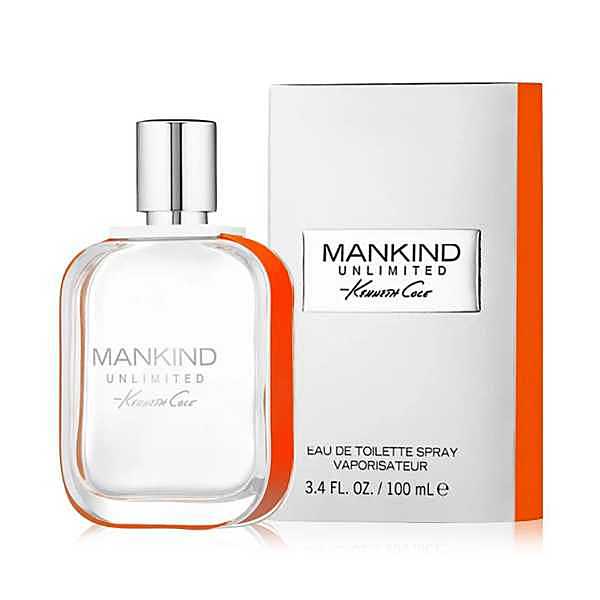 MANKIND
UNLIMITED
-Kenneth Cole
MANKIND
UNLIMITED
-Kenneth Cole
EAU DE TOILETTE SPRAY
VAPORISATEUR
3.4 FL. OZ. / 100 mL ℮